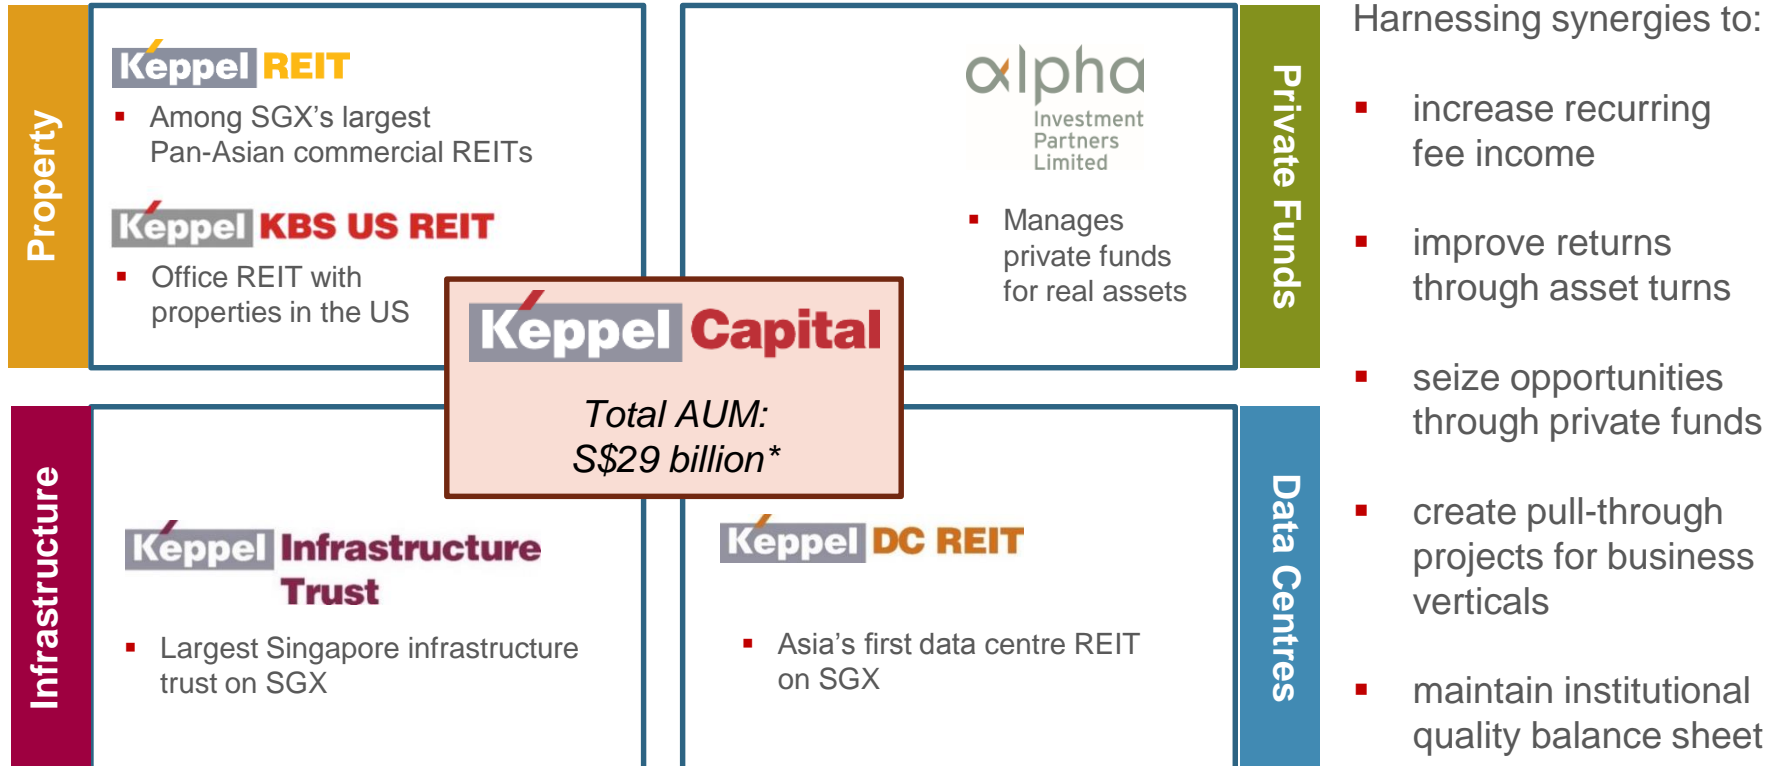 Property
Keppel REIT
▪ Among SGX's largest
Pan-Asian commercial REITs
Keppel KBS US REIT
▪ Office REIT with
properties in the US
alpha
Investment
Partners
Limited
▪ Manages
private funds
for real assets
Private Funds
Keppel Capital
Total AUM:
S$29 billion*
Infrastructure
Keppel Infrastructure
Trust
▪ Largest Singapore infrastructure
trust on SGX
Keppel DC REIT
▪ Asia's first data centre REIT
on SGX
Data Centres
Harnessing synergies to:
▪ increase recurring
fee income
▪ improve returns
through asset turns
▪ seize opportunities
through private funds
▪ create pull-through
projects for business
verticals
▪ maintain institutional
quality balance sheet